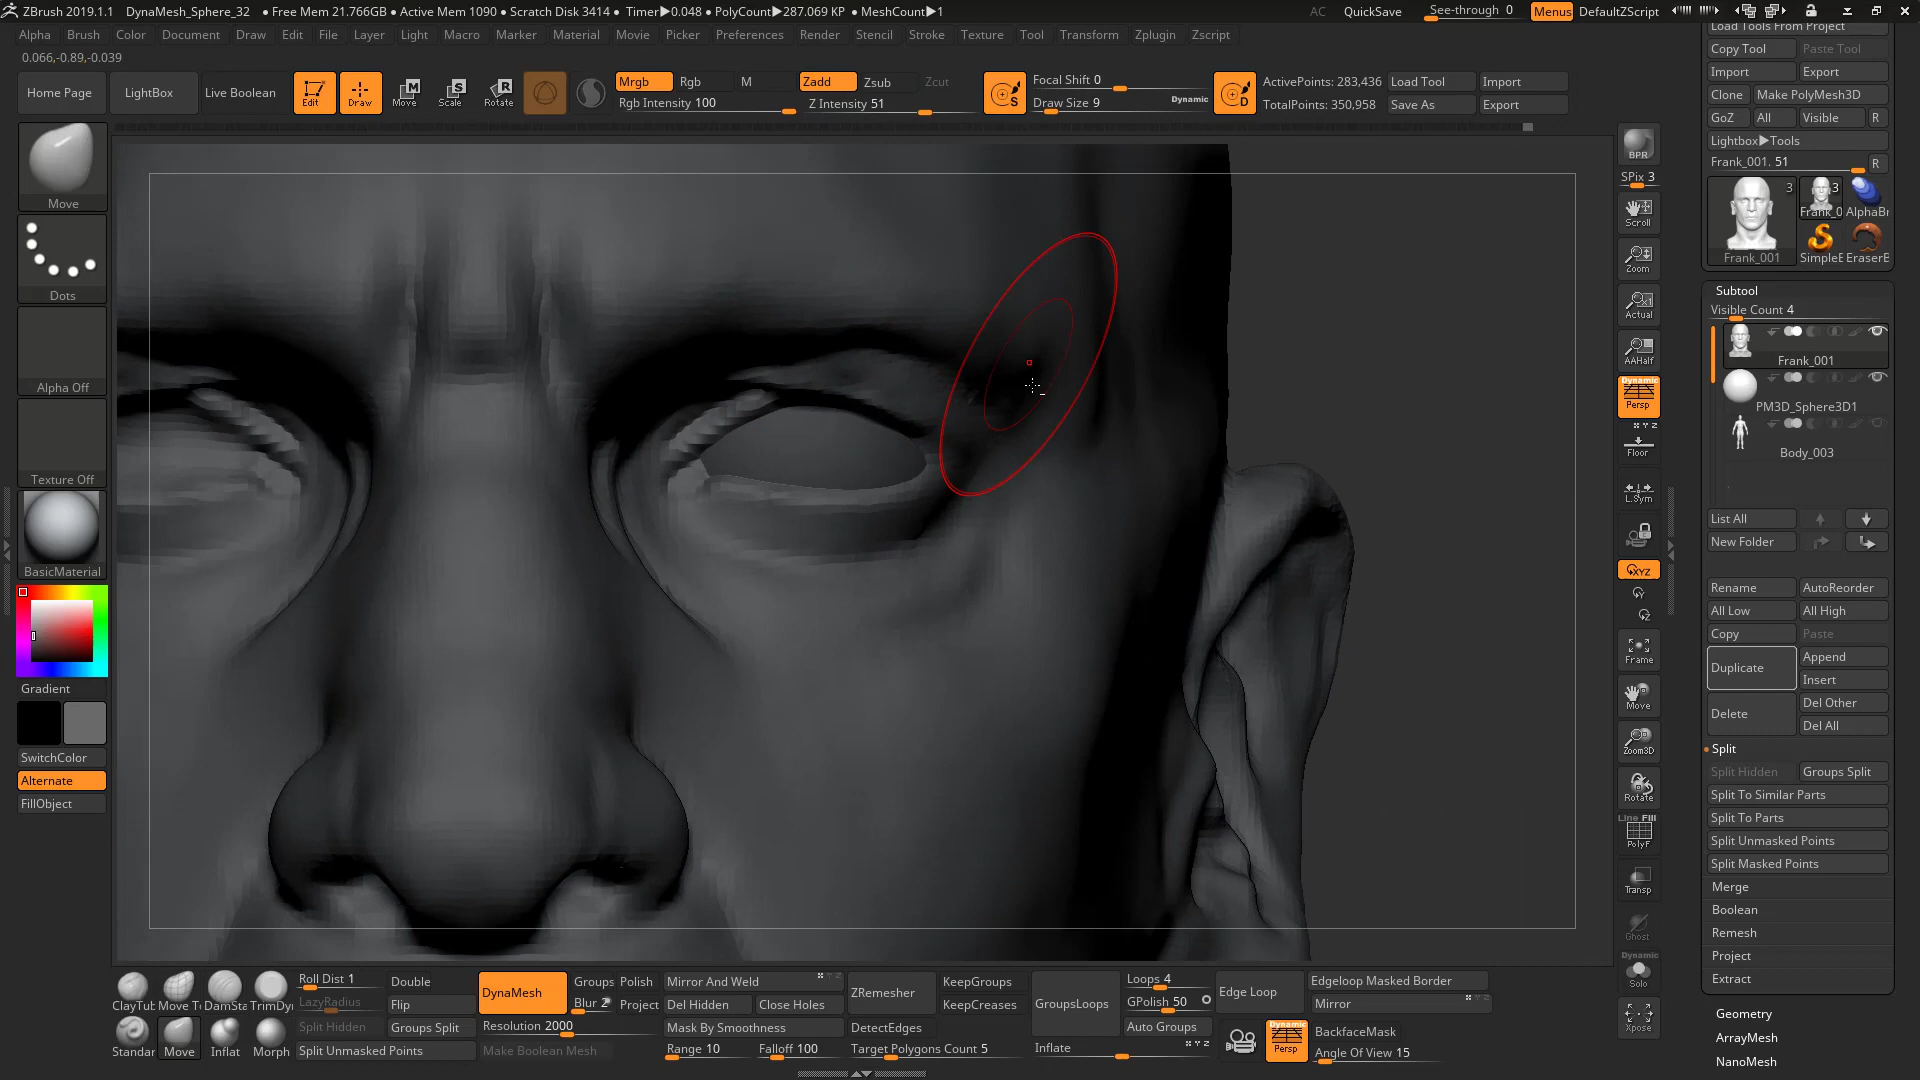 ZBrush 2019.1.1 DynaMesh_Sphere_32 • Free Mem 21.766GB • Active Mem 1090 • Scratch Disk 3414 • Timer▶0.048 • PolyCount▶287.069 KP • MeshCount▶1 AC QuickSave See-through 0 Menus DefaultZScript
Alpha Brush Color Document Draw Edit File Layer Light Macro Marker Material Movie Picker Preferences Render Stencil Stroke Texture Tool Transform Zplugin Zscript
0.066,-0.89,-0.039
Home Page LightBox Live Boolean Edit Draw Move Scale Rotate
Mrgb Rgb M Zadd Zsub Zcut
Rgb Intensity 100 Z Intensity 51
Focal Shift 0
Draw Size 9 Dynamic
ActivePoints: 283,436 Load Tool Import
TotalPoints: 350,958 Save As Export
Move
Dots
Alpha Off
Texture Off
BasicMaterial
Gradient
SwitchColor
Alternate
FillObject
BPR
SPix 3
Scroll
Zoom
Actual
AAHalf
Dynamic
Persp
Floor
L.Sym
XYZ
Frame
Move
Zoom3D
Rotate
Line Fill
PolyF
Transp
Ghost
Dynamic
Solo
Xpose
Load Tools From Project
Copy Tool Paste Tool
Import Export
Clone Make PolyMesh3D
GoZ All Visible R
Lightbox▶Tools
Frank_001. 51 R
3 3
Frank_0 AlphaBr
Frank_001 SimpleE EraserB
Subtool
Visible Count 4
Frank_001
PM3D_Sphere3D1
Body_003
List All
New Folder
Rename AutoReorder
All Low All High
Copy Paste
Duplicate Append
Insert
Delete Del Other
Del All
Split
Split Hidden Groups Split
Split To Similar Parts
Split To Parts
Split Unmasked Points
Split Masked Points
Merge
Boolean
Remesh
Project
Extract
Geometry
ArrayMesh
NanoMesh
ClayTub Move T DamSta TrimDyn
Standar Move Inflat Morph
Roll Dist 1 Double
LazyRadius Flip
Split Hidden Groups Split
Split Unmasked Points
DynaMesh Groups Polish
Blur 2 Project
Resolution 2000
Make Boolean Mesh
Mirror And Weld
Del Hidden Close Holes
Mask By Smoothness
Range 10 Falloff 100
ZRemesher KeepGroups
KeepCreases
DetectEdges
Target Polygons Count 5
GroupsLoops Loops 4
GPolish 50
Auto Groups
Inflate
Edge Loop Edgeloop Masked Border
Mirror
Dynamic
Persp
BackfaceMask
Angle Of View 15